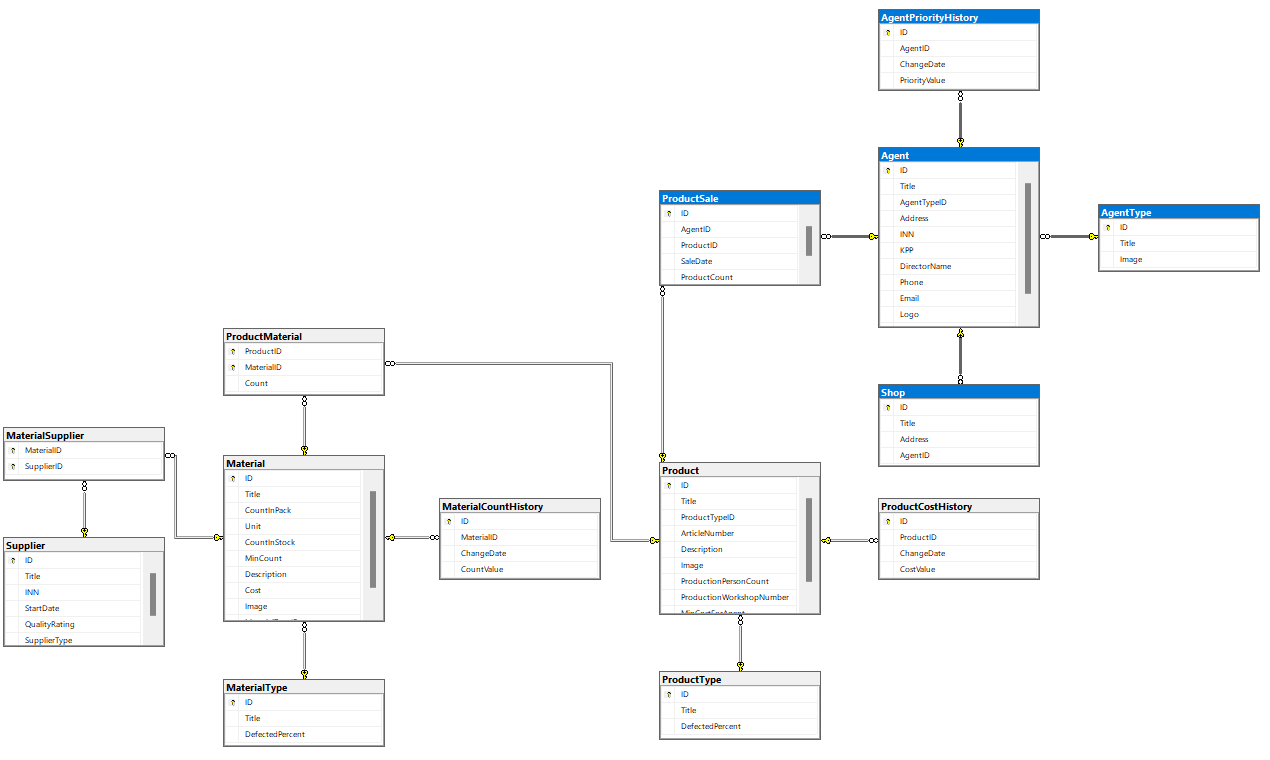 AgentPriorityHistory
ID
AgentID
ChangeDate
PriorityValue
Agent
ID
Title
AgentTypeID
Address
INN
KPP
DirectorName
Phone
Email
Logo
ProductSale
ID
AgentID
ProductID
SaleDate
ProductCount
AgentType
ID
Title
Image
ProductMaterial
ProductID
MaterialID
Count
Shop
ID
Title
Address
AgentID
MaterialSupplier
MaterialID
SupplierID
Material
ID
Title
CountInPack
Unit
CountInStock
MinCount
Description
Cost
Image
Product
ID
Title
ProductTypeID
ArticleNumber
Description
Image
ProductionPersonCount
ProductionWorkshopNumber
MinCostForAgent
MaterialCountHistory
ID
MaterialID
ChangeDate
CountValue
ProductCostHistory
ID
ProductID
ChangeDate
CostValue
Supplier
ID
Title
INN
StartDate
QualityRating
SupplierType
MaterialType
ID
Title
DefectedPercent
ProductType
ID
Title
DefectedPercent